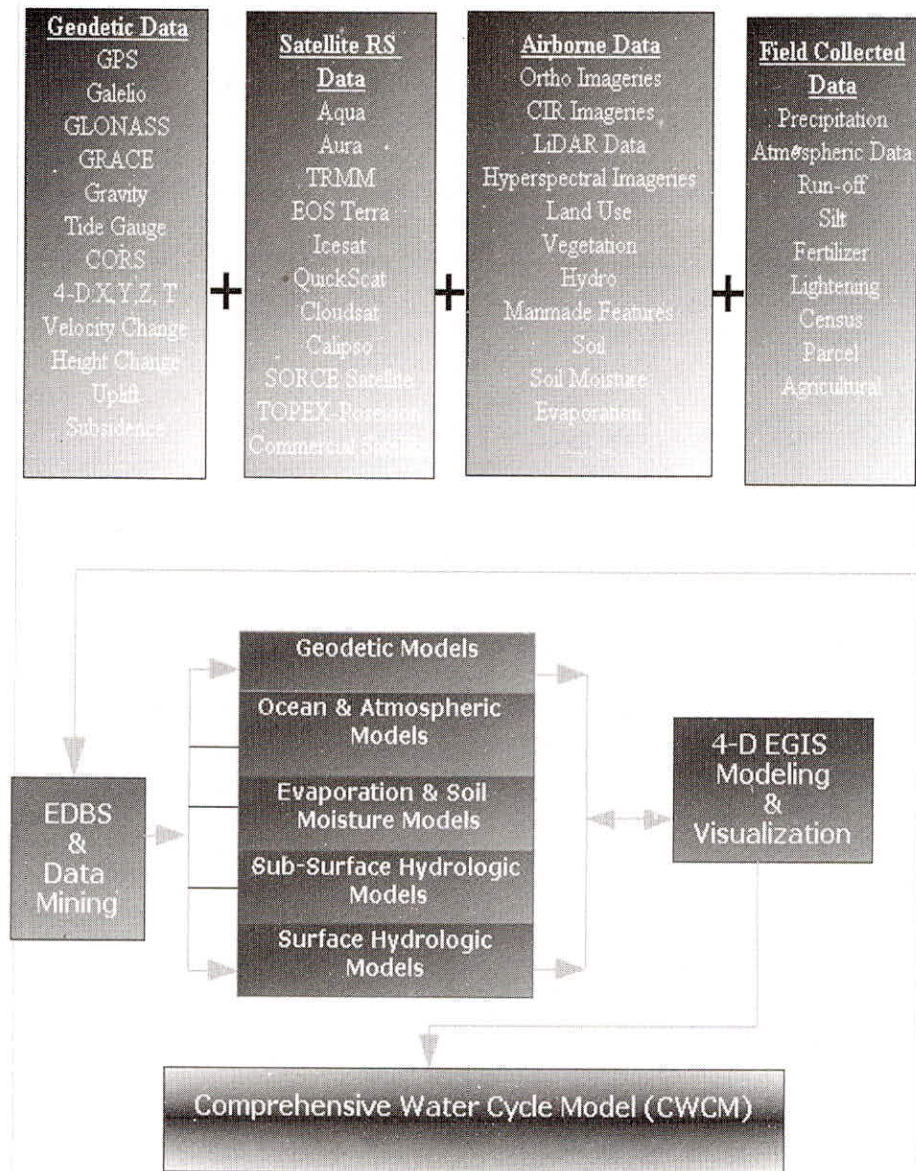 Geodetic Data
GPS
Galelio
GLONASS
GRACE
Gravity
Tide Gauge
CORS
4-D:X,Y,Z, T
Velocity Change
Height Change
Uplift
Subsidence
+
Satellite RS
Data
Aqua
Aura
TRMM
EOS Terra
Icesat
QuickScat
Cloudsat
Calipso
SORCE Satellite
TOPEX-Poseidon
Commercial
+
Airborne Data
Ortho Imageries
CIR Imageries
LiDAR Data
Hyperspectral Imageries
Land Use
Vegetation
Hydro
Manmade Features
Soil
Soil Moisture
Evaporation
+
Field Collected
Data
Precipitation
Atmospheric Data
Run-off
Silt
Fertilizer
Lightening
Census
Parcel
Agricultural
EDBS
&
Data
Mining
Geodetic Models
Ocean & Atmospheric
Models
Evaporation & Soil
Moisture Models
Sub-Surface Hydrologic
Models
Surface Hydrologic
Models
4-D EGIS
Modeling
&
Visualization
Comprehensive Water Cycle Model (CWCM)